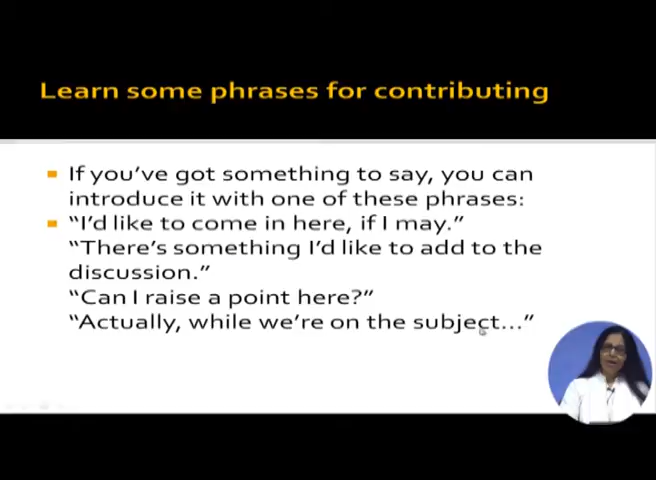 Learn some phrases for contributing
If you've got something to say, you can
introduce it with one of these phrases:
“I'd like to come in here, if I may.”
“There's something I'd like to add to the
discussion.”
“Can I raise a point here?”
“Actually, while we're on the subject...”